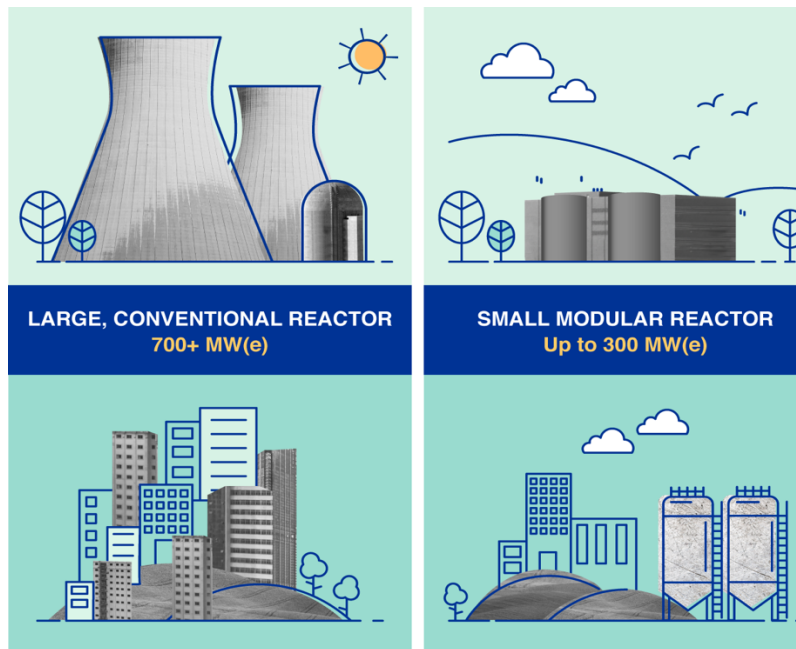 LARGE, CONVENTIONAL REACTOR
700+ MW(e)
SMALL MODULAR REACTOR
Up to 300 MW(e)